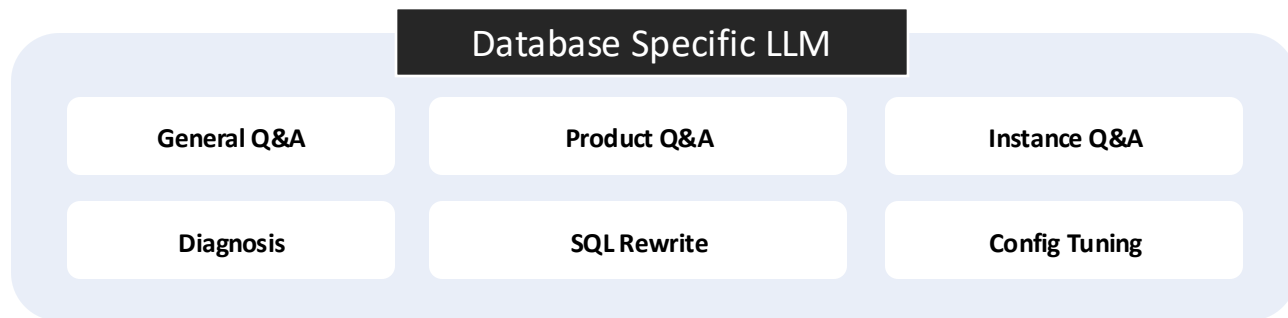 Database Specific LLM
General Q&A
Product Q&A
Instance Q&A
Diagnosis
SQL Rewrite
Config Tuning